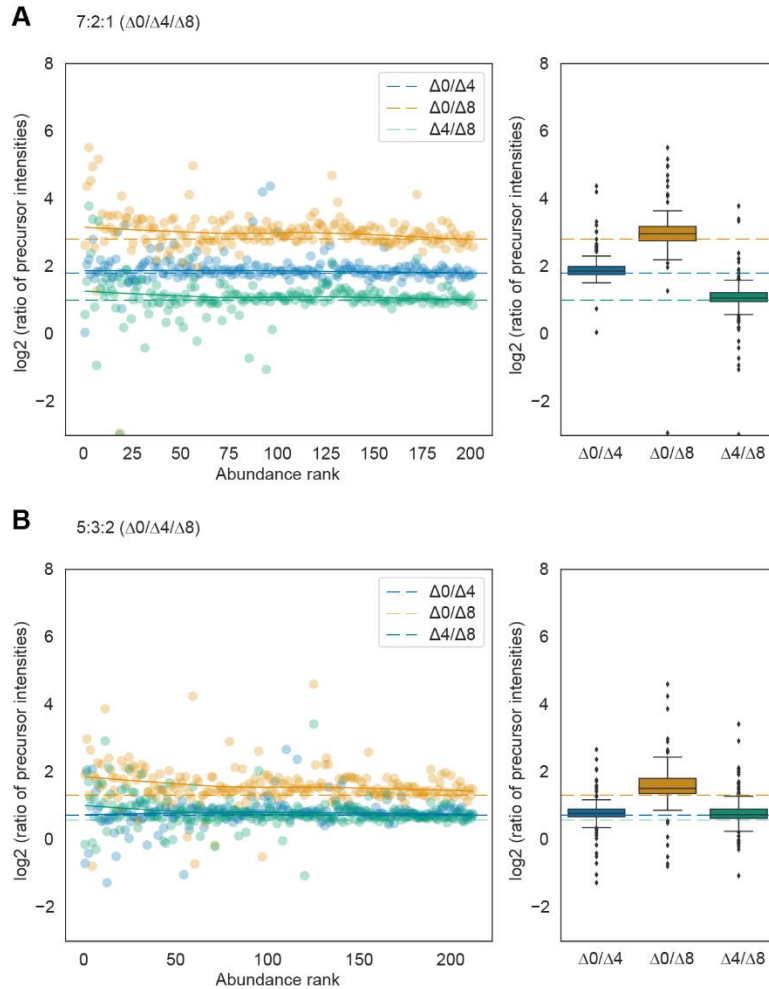 A
7:2:1 (Δ0/Δ4/Δ8)
log2 (ratio of precursor intensities)
8
6
4
2
0
−2
Δ0/Δ4
Δ0/Δ8
Δ4/Δ8
0 25 50 75 100 125 150 175 200
Abundance rank
log2 (ratio of precursor intensities)
8
6
4
2
0
−2
Δ0/Δ4 Δ0/Δ8 Δ4/Δ8
B
5:3:2 (Δ0/Δ4/Δ8)
log2 (ratio of precursor intensities)
8
6
4
2
0
−2
Δ0/Δ4
Δ0/Δ8
Δ4/Δ8
0 50 100 150 200
Abundance rank
log2 (ratio of precursor intensities)
8
6
4
2
0
−2
Δ0/Δ4 Δ0/Δ8 Δ4/Δ8